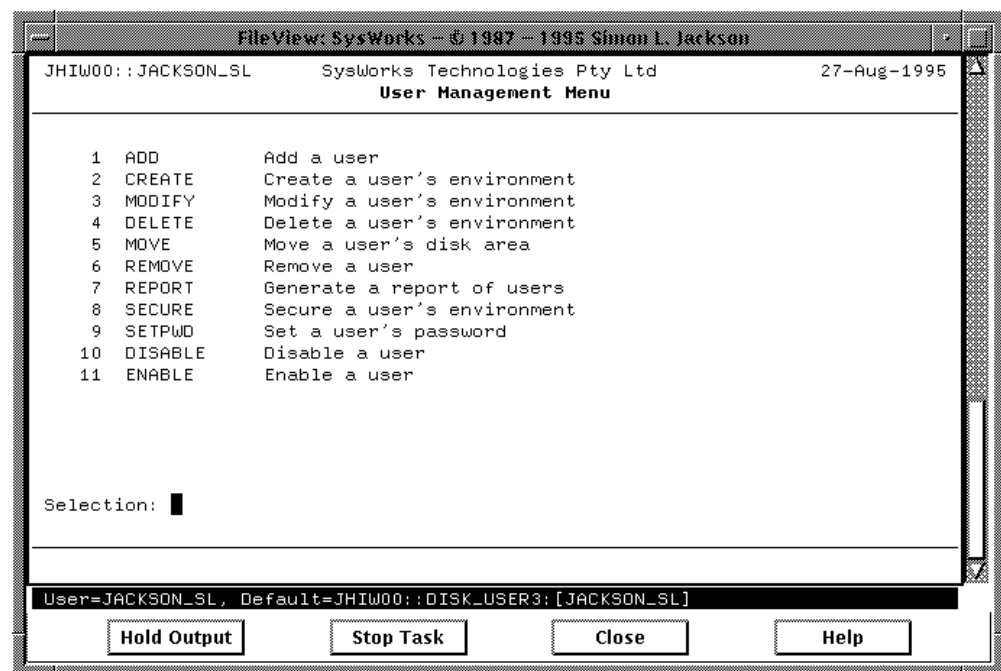 FileView: SysWorks – © 1987 – 1995 Simon L. Jackson
JHIW00::JACKSON_SL SysWorks Technologies Pty Ltd 27-Aug-1995
User Management Menu
1 ADD Add a user
2 CREATE Create a user's environment
3 MODIFY Modify a user's environment
4 DELETE Delete a user's environment
5 MOVE Move a user's disk area
6 REMOVE Remove a user
7 REPORT Generate a report of users
8 SECURE Secure a user's environment
9 SETPWD Set a user's password
10 DISABLE Disable a user
11 ENABLE Enable a user
Selection:
User=JACKSON_SL, Default=JHIW00::DISK_USER3:[JACKSON_SL]
Hold Output Stop Task Close Help